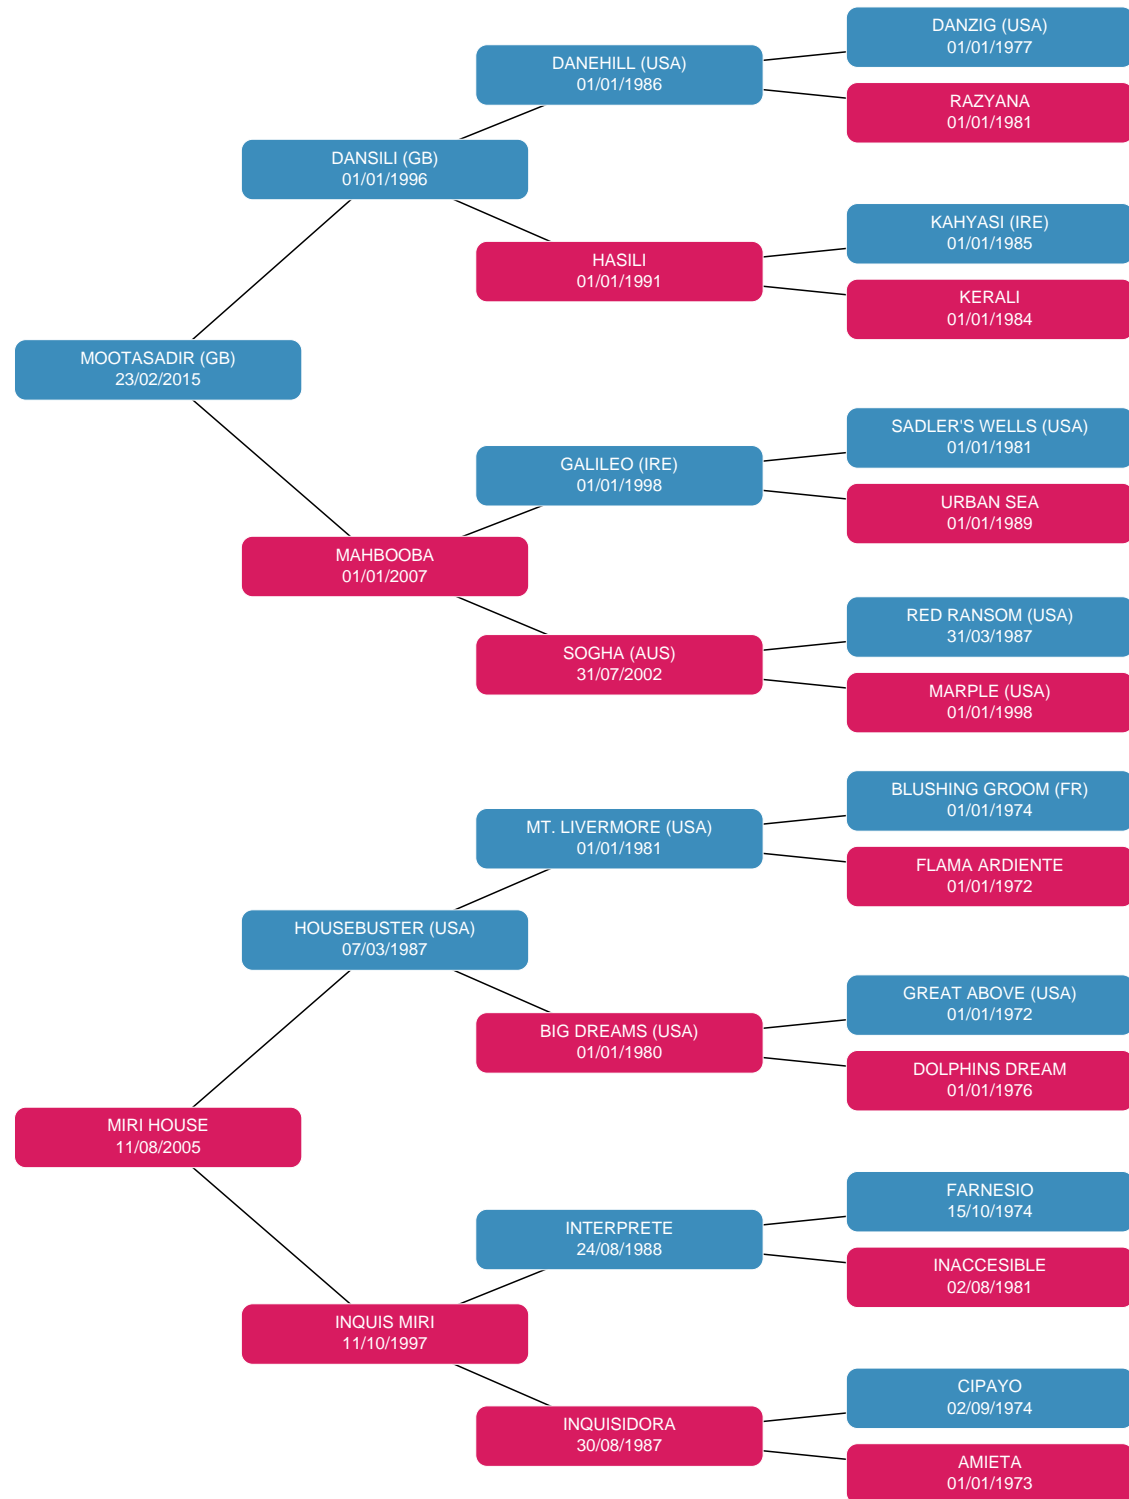 DANZIG (USA)
01/01/1977
DANEHILL (USA)
01/01/1986
RAZYANA
01/01/1981
DANSILI (GB)
01/01/1996
KAHYASI (IRE)
01/01/1985
HASILI
01/01/1991
KERALI
01/01/1984
MOOTASADIR (GB)
23/02/2015
SADLER'S WELLS (USA)
01/01/1981
GALILEO (IRE)
01/01/1998
URBAN SEA
01/01/1989
MAHBOOBA
01/01/2007
RED RANSOM (USA)
31/03/1987
SOGHA (AUS)
31/07/2002
MARPLE (USA)
01/01/1998
BLUSHING GROOM (FR)
01/01/1974
MT. LIVERMORE (USA)
01/01/1981
FLAMA ARDIENTE
01/01/1972
HOUSEBUSTER (USA)
07/03/1987
GREAT ABOVE (USA)
01/01/1972
BIG DREAMS (USA)
01/01/1980
DOLPHINS DREAM
01/01/1976
MIRI HOUSE
11/08/2005
FARNESIO
15/10/1974
INTERPRETE
24/08/1988
INACCESIBLE
02/08/1981
INQUIS MIRI
11/10/1997
CIPAYO
02/09/1974
INQUISIDORA
30/08/1987
AMIETA
01/01/1973